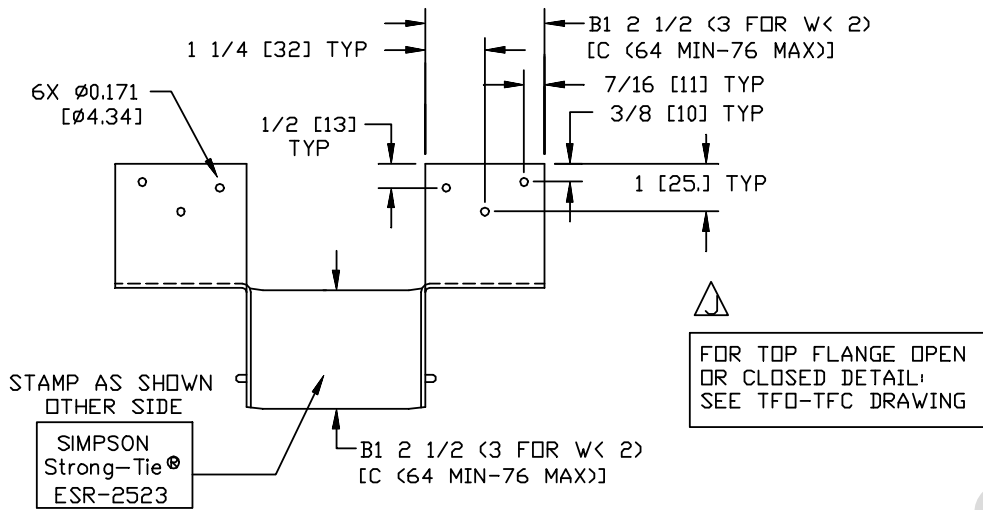 B1 2 1/2 (3 FOR W< 2)
[C (64 MIN-76 MAX)]
1 1/4 [32] TYP
7/16 [11] TYP
3/8 [10] TYP
6X Ø0.171
[Ø4.34]
1/2 [13]
TYP
1 [25.] TYP
J
FOR TOP FLANGE OPEN
OR CLOSED DETAIL:
SEE TFO-TFC DRAWING
STAMP AS SHOWN
OTHER SIDE
SIMPSON
Strong-Tie®
ESR-2523
B1 2 1/2 (3 FOR W< 2)
[C (64 MIN-76 MAX)]